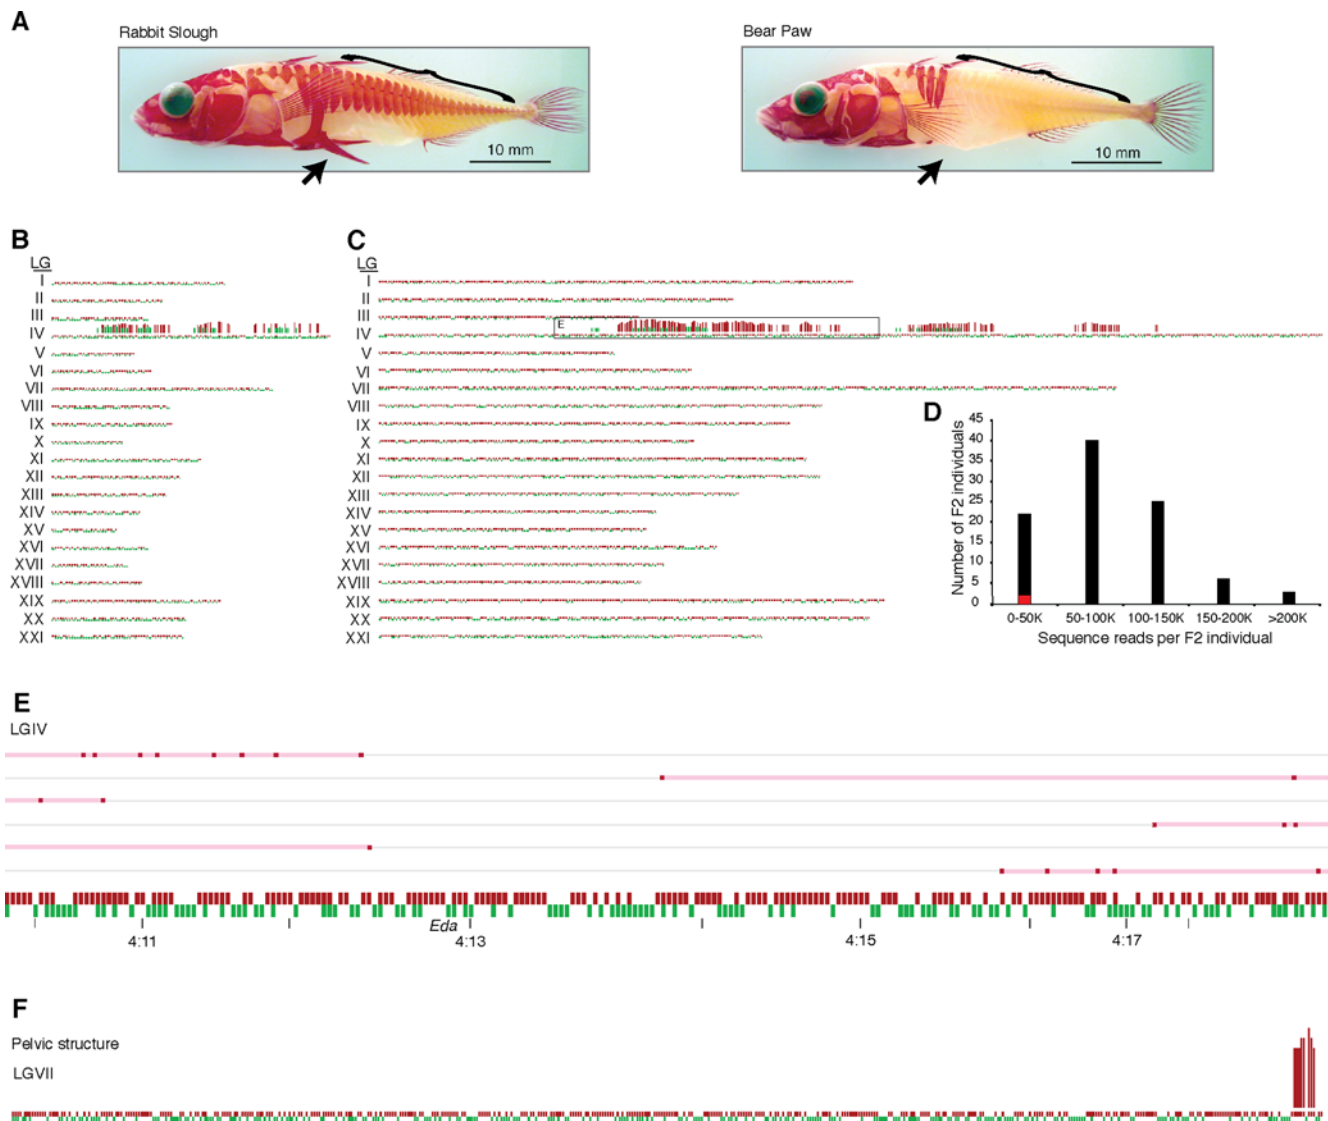 A
Rabbit Slough
Bear Paw
10 mm
10 mm
B
C
LG
I
II
III
IV
V
VI
VII
VIII
IX
X
XI
XII
XIII
XIV
XV
XVI
XVII
XVIII
XIX
XX
XXI
LG
I
II
III
E
IV
V
VI
VII
VIII
IX
X
XI
XII
XIII
XIV
XV
XVI
XVII
XVIII
XIX
XX
XXI
D
Number of F2 individuals
45
40
35
30
25
20
15
10
5
0
0-50K 50-100K 100-150K 150-200K >200K
Sequence reads per F2 individual
E
LGIV
Eda
4:11 4:13 4:15 4:17
F
Pelvic structure
LGVII